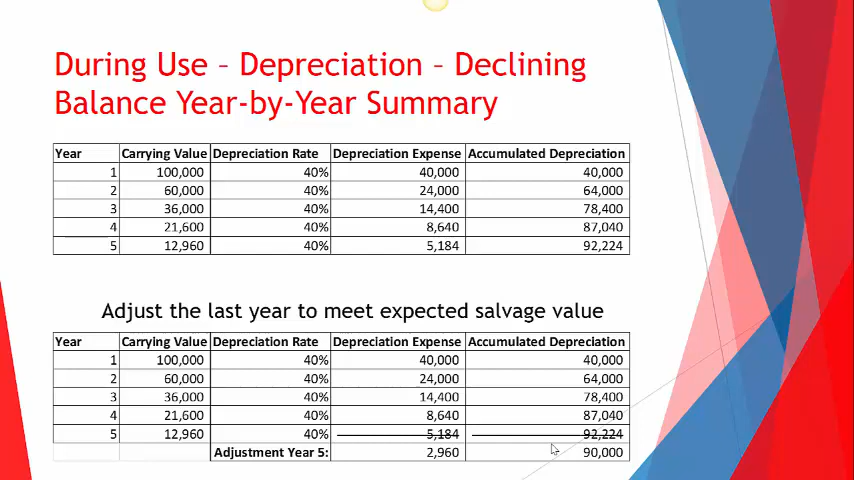 During Use – Depreciation – Declining
Balance Year-by-Year Summary
Year Carrying Value Depreciation Rate Depreciation Expense Accumulated Depreciation
1 100,000 40% 40,000 40,000
2 60,000 40% 24,000 64,000
3 36,000 40% 14,400 78,400
4 21,600 40% 8,640 87,040
5 12,960 40% 5,184 92,224
Adjust the last year to meet expected salvage value
Year Carrying Value Depreciation Rate Depreciation Expense Accumulated Depreciation
1 100,000 40% 40,000 40,000
2 60,000 40% 24,000 64,000
3 36,000 40% 14,400 78,400
4 21,600 40% 8,640 87,040
5 12,960 40% 5,184 92,224
Adjustment Year 5: 2,960 90,000